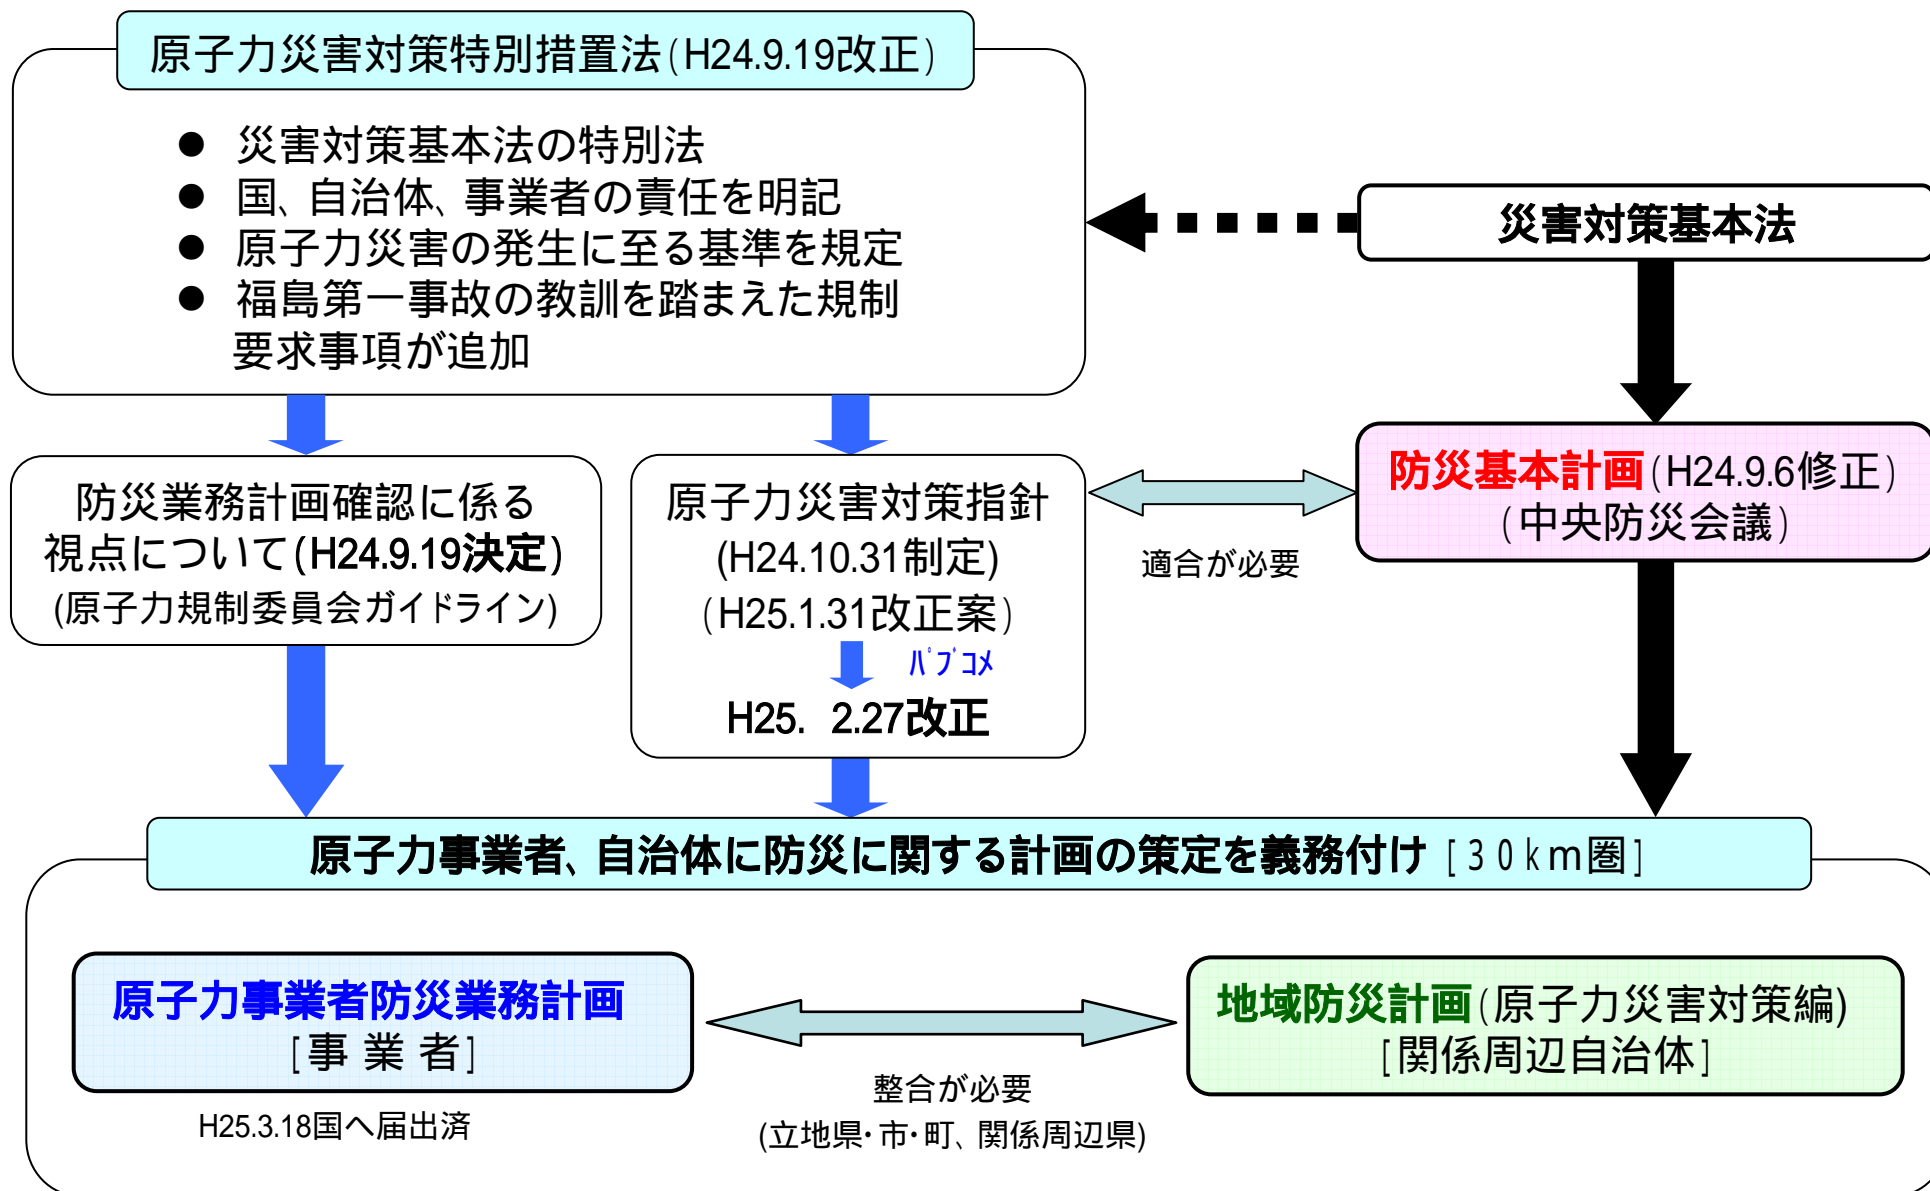 原子力災害対策特別措置法(H24.9.19改正)
● 災害対策基本法の特別法
● 国、自治体、事業者の責任を明記
● 原子力災害の発生に至る基準を規定
● 福島第一事故の教訓を踏まえた規制
要求事項が追加
災害対策基本法
防災業務計画確認に係る
視点について(H24.9.19決定)
(原子力規制委員会ガイドライン)
原子力災害対策指針
(H24.10.31制定)
(H25.1.31改正案)
ﾊﾟﾌﾞｺﾒ
H25. 2.27改正
適合が必要
防災基本計画(H24.9.6修正)
(中央防災会議)
原子力事業者、自治体に防災に関する計画の策定を義務付け [30km圏]
原子力事業者防災業務計画
[事 業 者]
H25.3.18国へ届出済
整合が必要
(立地県・市・町、関係周辺県)
地域防災計画(原子力災害対策編)
[関係周辺自治体]